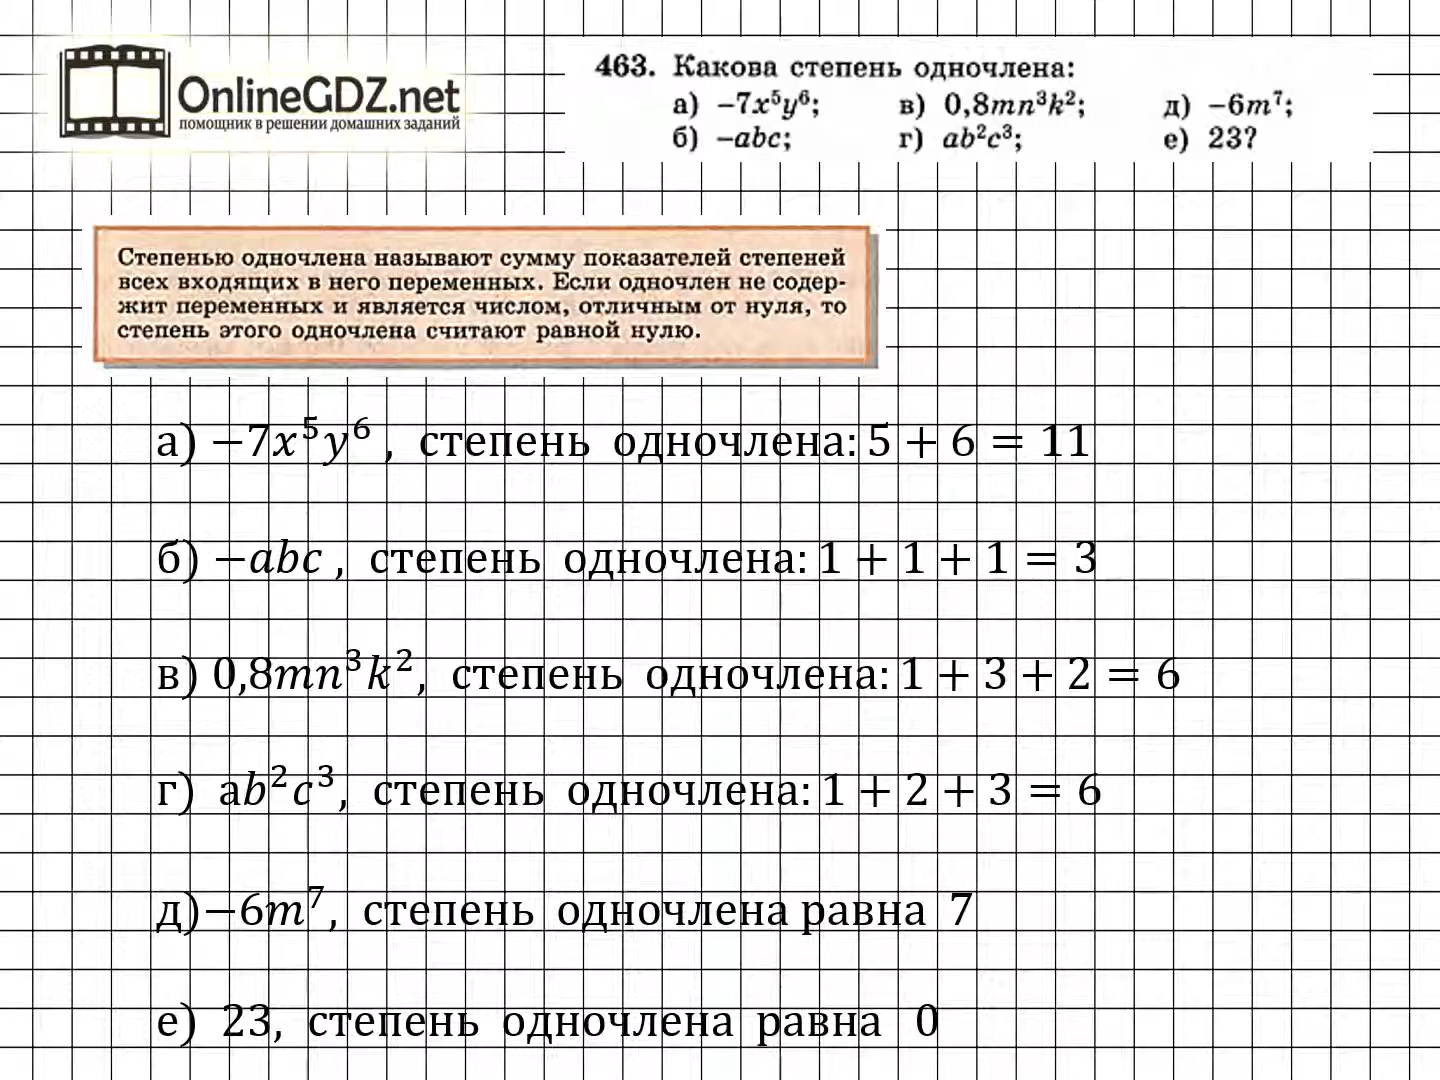 OnlineGDZ.net
помощник в решении домашних заданий
463. Какова степень одночлена:
а) −7x⁵y⁶; в) 0,8mn³k²; д) −6m⁷;
б) −abc; г) ab²c³; е) 23?
Степенью одночлена называют сумму показателей степеней
всех входящих в него переменных. Если одночлен не содер-
жит переменных и является числом, отличным от нуля, то
степень этого одночлена считают равной нулю.
а) −7x⁵y⁶ , степень одночлена: 5 + 6 = 11
б) −abc , степень одночлена: 1 + 1 + 1 = 3
в) 0,8mn³k², степень одночлена: 1 + 3 + 2 = 6
г) ab²c³, степень одночлена: 1 + 2 + 3 = 6
д)−6m⁷, степень одночлена равна 7
е) 23, степень одночлена равна 0